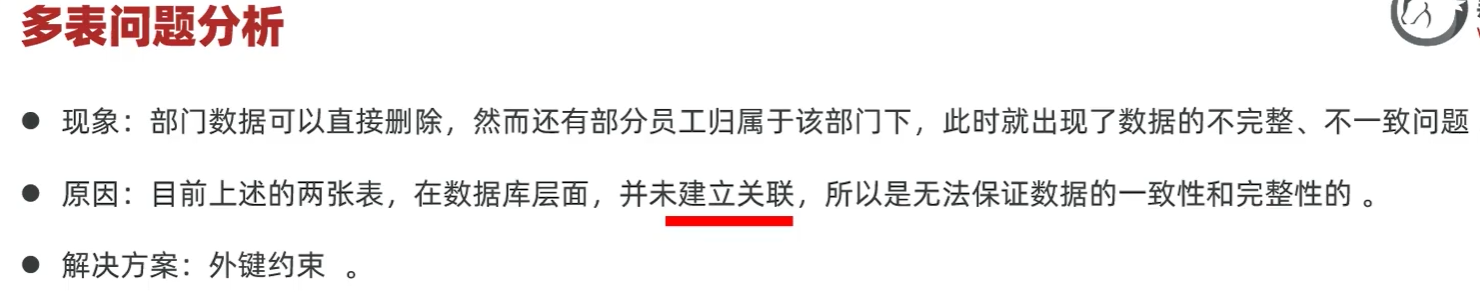 多表问题分析
● 现象：部门数据可以直接删除，然而还有部分员工归属于该部门下，此时就出现了数据的不完整、不一致问题
● 原因：目前上述的两张表，在数据库层面，并未建立关联，所以是无法保证数据的一致性和完整性的 。
● 解决方案：外键约束 。